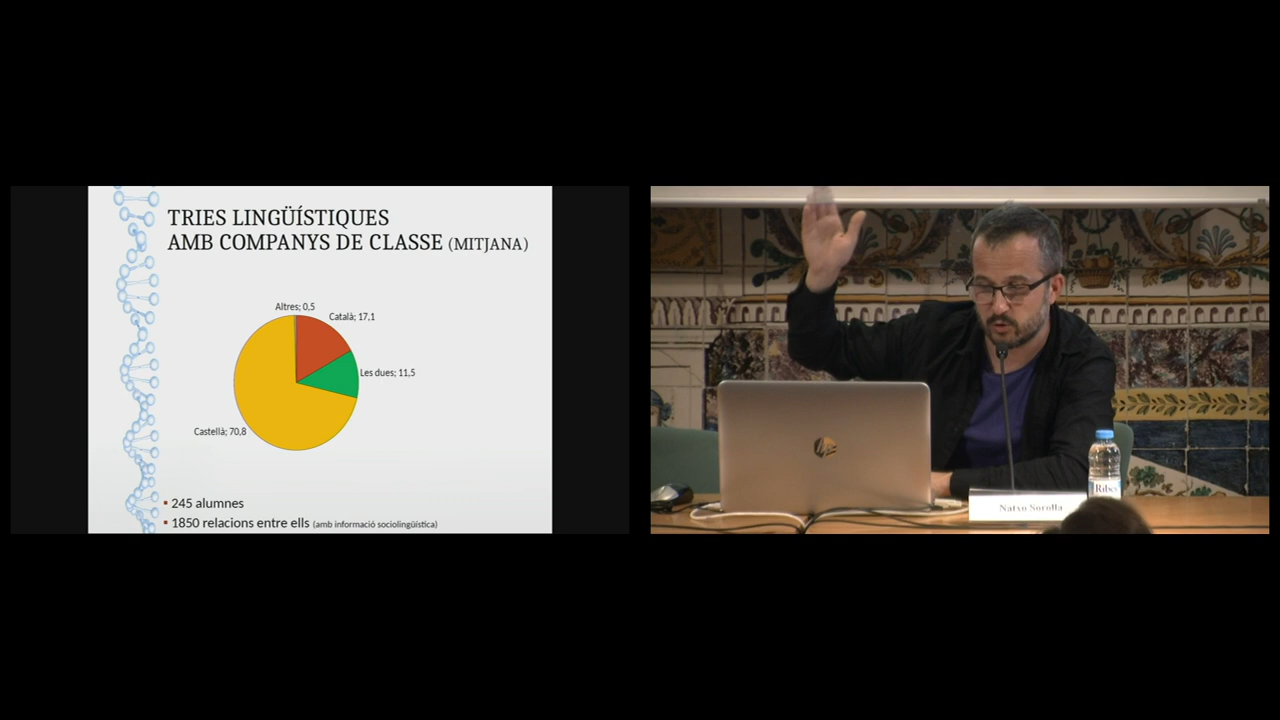 TRIES LINGÜÍSTIQUES
AMB COMPANYS DE CLASSE (MITJANA)
Altres; 0,5
Català; 17,1
Les dues; 11,5
Castellà; 70,8
▪ 245 alumnes
▪ 1850 relacions entre ells (amb informació sociolingüística)
hp
Natxo Sorolla